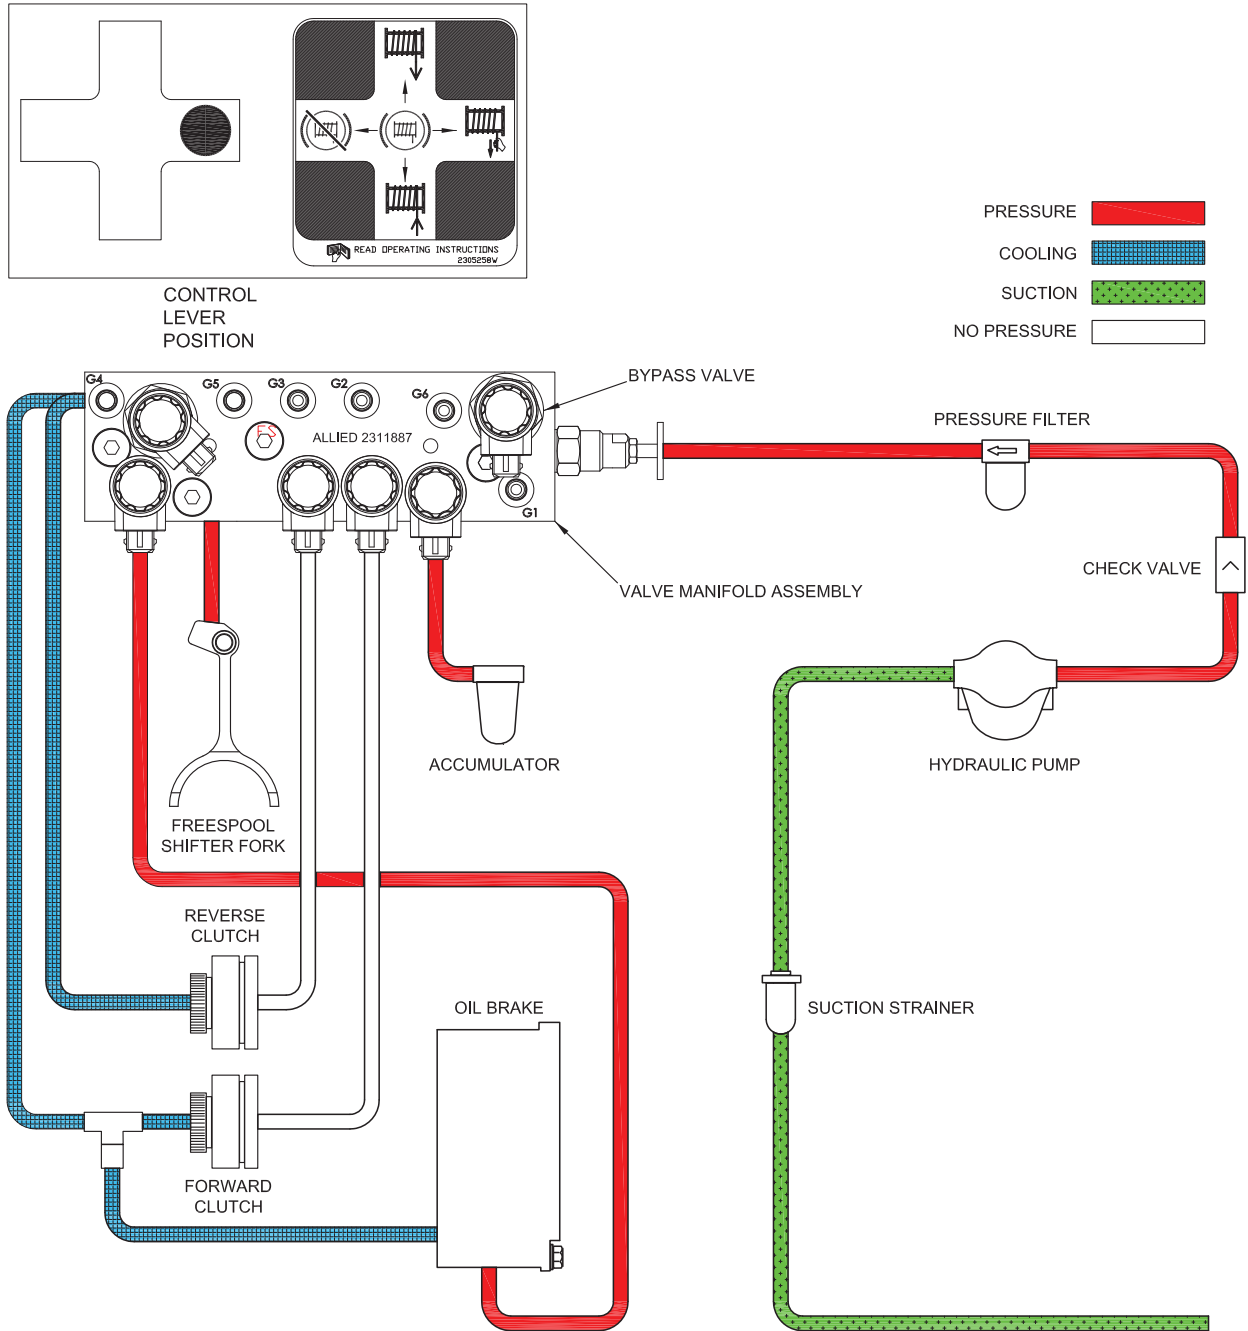 READ OPERATING INSTRUCTIONS
2305258W
CONTROL
LEVER
POSITION
PRESSURE
COOLING
SUCTION
NO PRESSURE
G4
G5
G3
G2
G6
FS
ALLIED 2311887
G1
BYPASS VALVE
PRESSURE FILTER
VALVE MANIFOLD ASSEMBLY
CHECK VALVE
ACCUMULATOR
HYDRAULIC PUMP
FREESPOOL
SHIFTER FORK
REVERSE
CLUTCH
OIL BRAKE
SUCTION STRAINER
FORWARD
CLUTCH